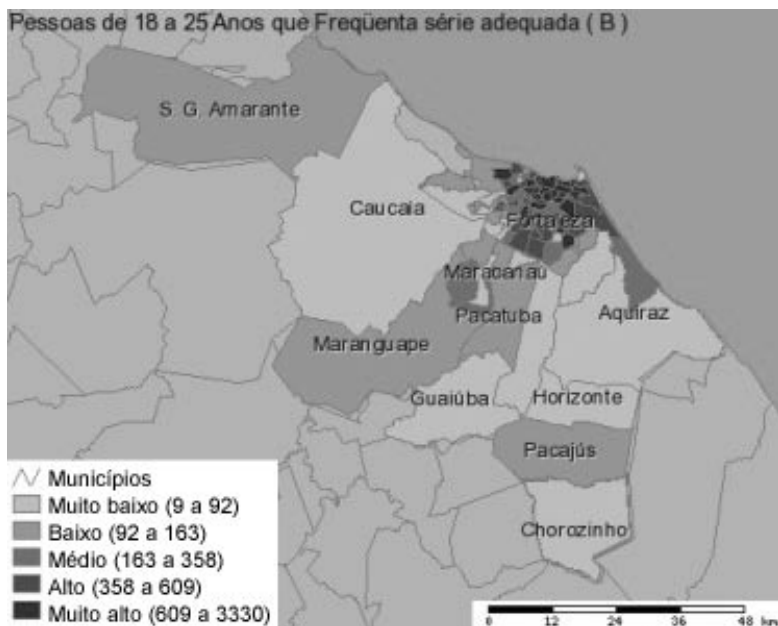 Pessoas de 18 a 25 Anos que Freqüenta série adequada ( B )
S. G. Amarante
Caucaia
Fortaleza
Maracanaú
Pacatuba
Aquiraz
Maranguape
Guaiúba
Horizonte
Pacajús
Chorozinho
Municípios
Muito baixo (9 a 92)
Baixo (92 a 163)
Médio (163 a 358)
Alto (358 a 609)
Muito alto (609 a 3330)
0 12 24 36 48 km